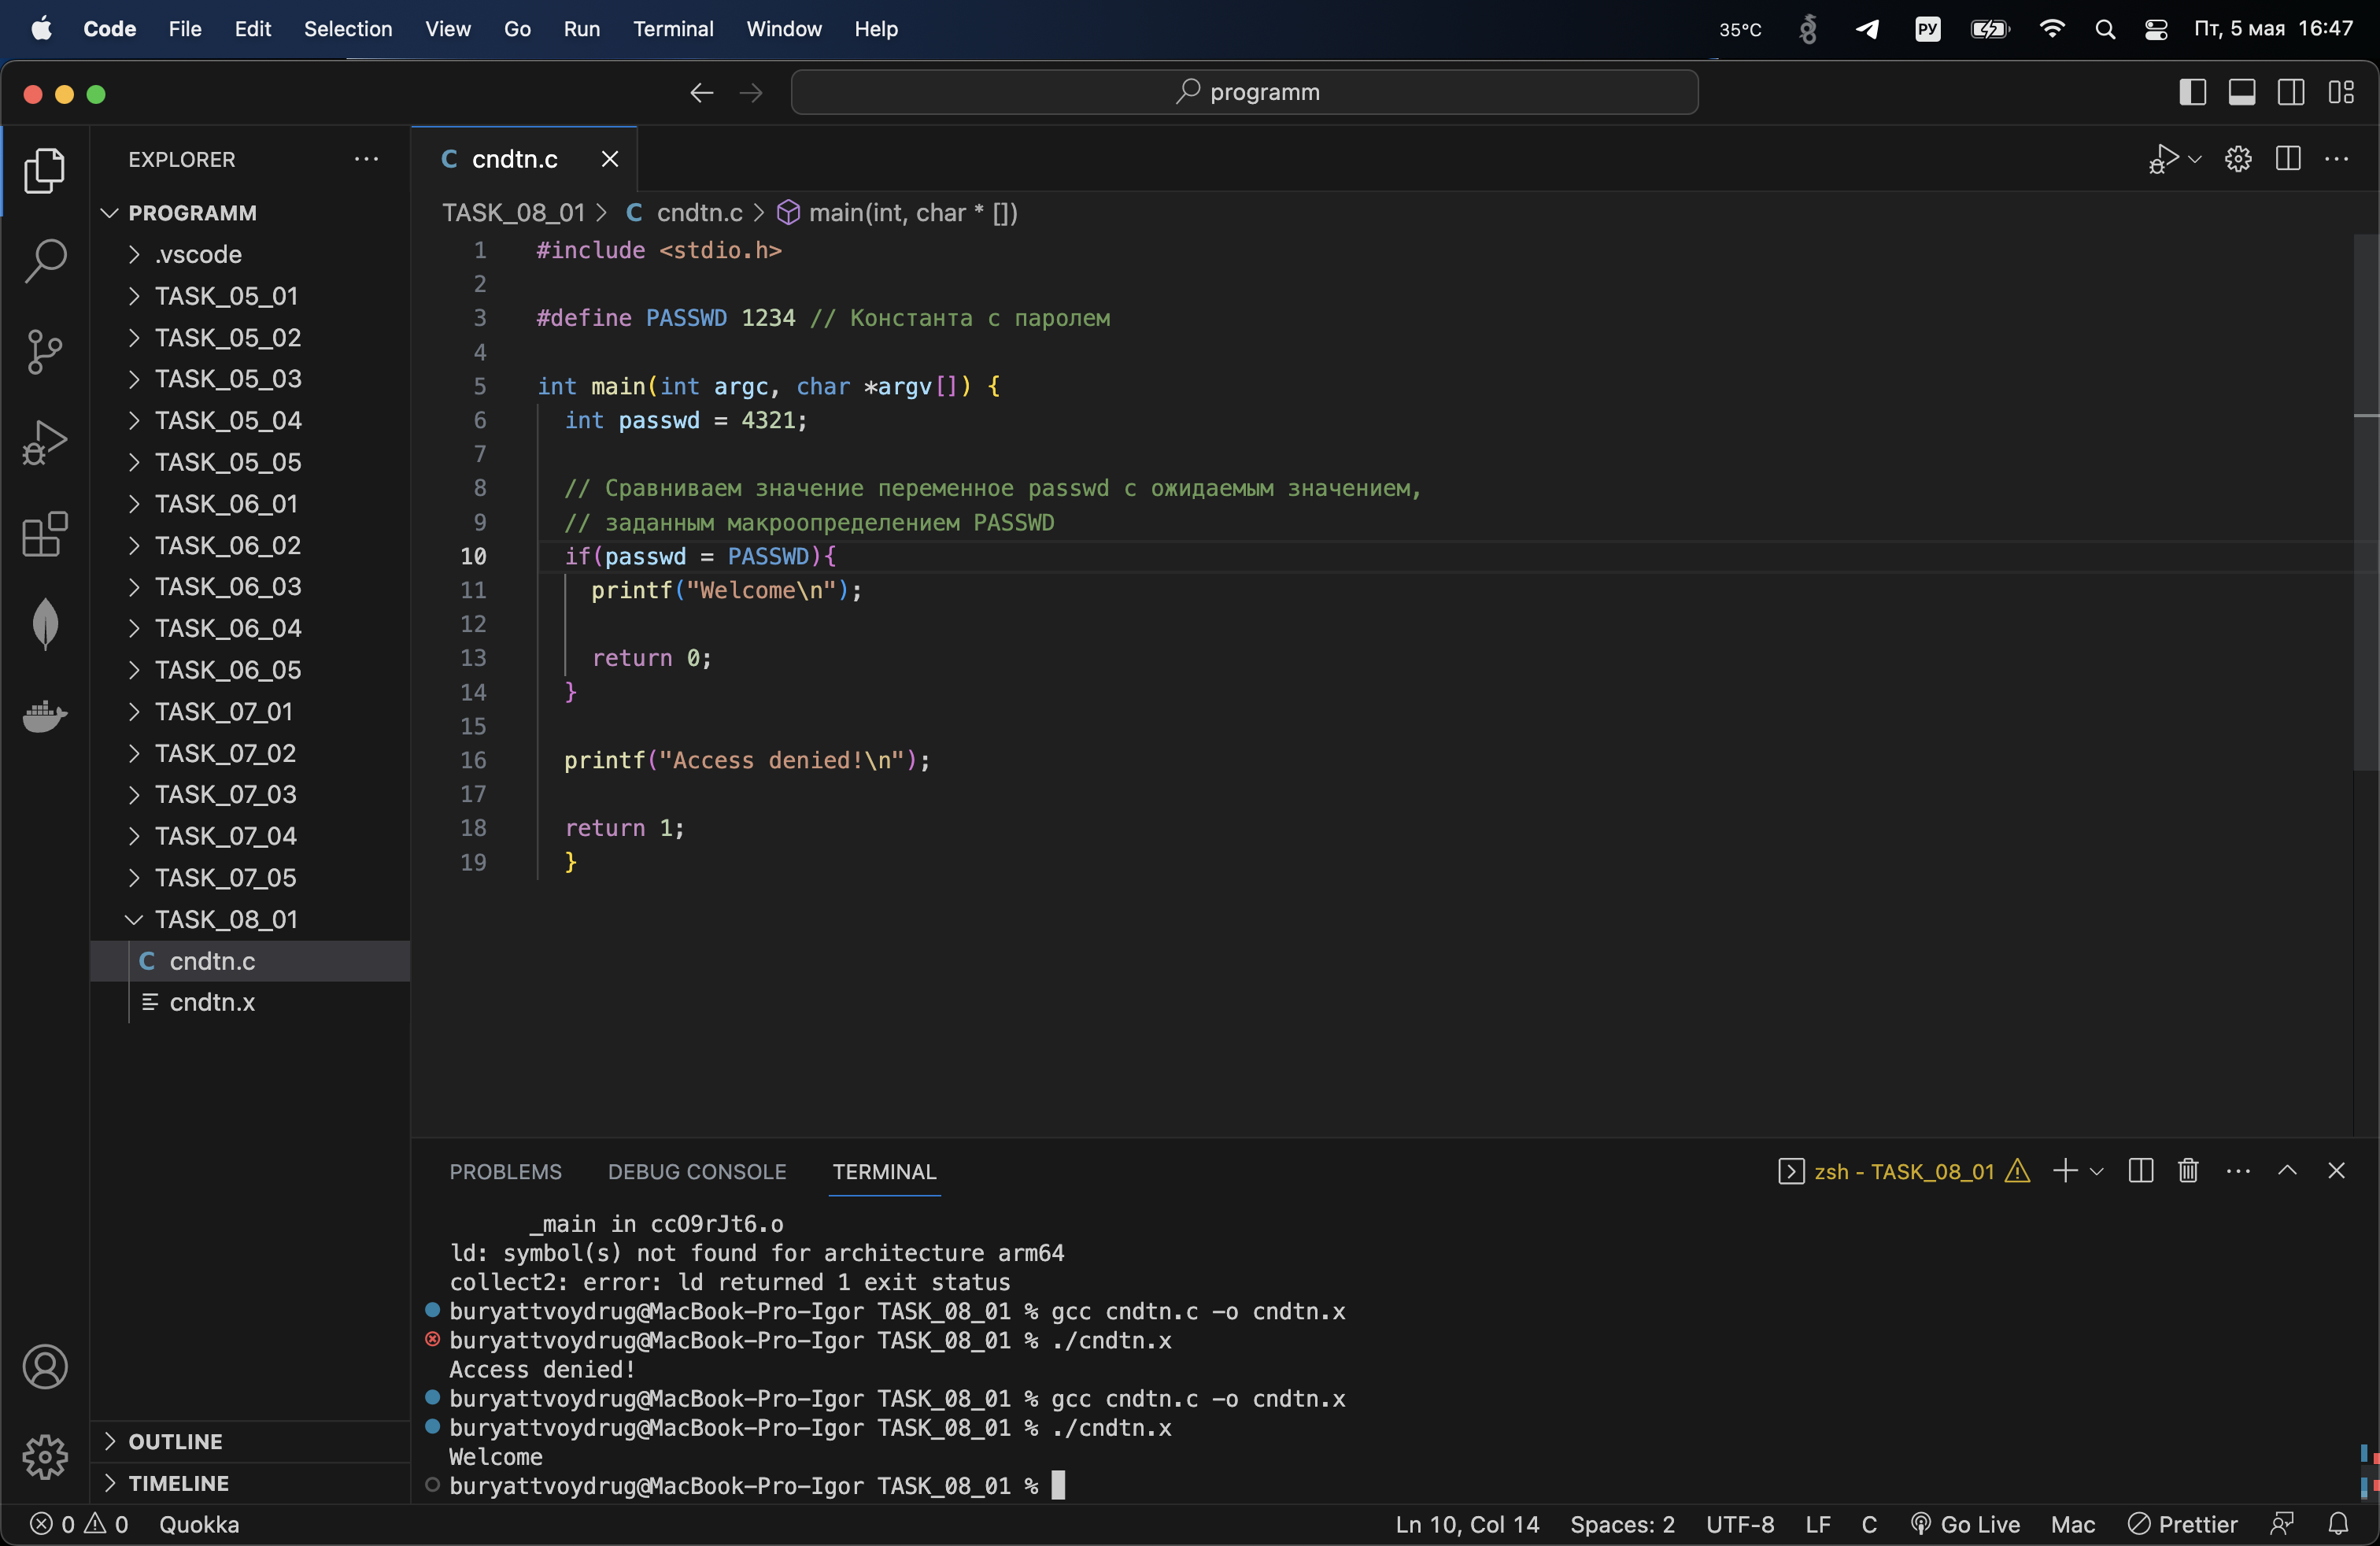 Code File Edit Selection View Go Run Terminal Window Help 35°C РУ Пт, 5 мая 16:47
programm
EXPLORER
PROGRAMM
.vscode
TASK_05_01
TASK_05_02
TASK_05_03
TASK_05_04
TASK_05_05
TASK_06_01
TASK_06_02
TASK_06_03
TASK_06_04
TASK_06_05
TASK_07_01
TASK_07_02
TASK_07_03
TASK_07_04
TASK_07_05
TASK_08_01
C cndtn.c
cndtn.x
OUTLINE
TIMELINE
C cndtn.c
TASK_08_01 > C cndtn.c > main(int, char * [])
1 #include <stdio.h>
2
3 #define PASSWD 1234 // Константа с паролем
4
5 int main(int argc, char *argv[]) {
6 int passwd = 4321;
7
8 // Сравниваем значение переменное passwd с ожидаемым значением,
9 // заданным макроопределением PASSWD
10 if(passwd = PASSWD){
11 printf("Welcome\n");
12
13 return 0;
14 }
15
16 printf("Access denied!\n");
17
18 return 1;
19 }
PROBLEMS DEBUG CONSOLE TERMINAL zsh - TASK_08_01
_main in ccO9rJt6.o
ld: symbol(s) not found for architecture arm64
collect2: error: ld returned 1 exit status
buryattvoydrug@MacBook-Pro-Igor TASK_08_01 % gcc cndtn.c -o cndtn.x
buryattvoydrug@MacBook-Pro-Igor TASK_08_01 % ./cndtn.x
Access denied!
buryattvoydrug@MacBook-Pro-Igor TASK_08_01 % gcc cndtn.c -o cndtn.x
buryattvoydrug@MacBook-Pro-Igor TASK_08_01 % ./cndtn.x
Welcome
buryattvoydrug@MacBook-Pro-Igor TASK_08_01 %
0 0 Quokka Ln 10, Col 14 Spaces: 2 UTF-8 LF C Go Live Mac Prettier